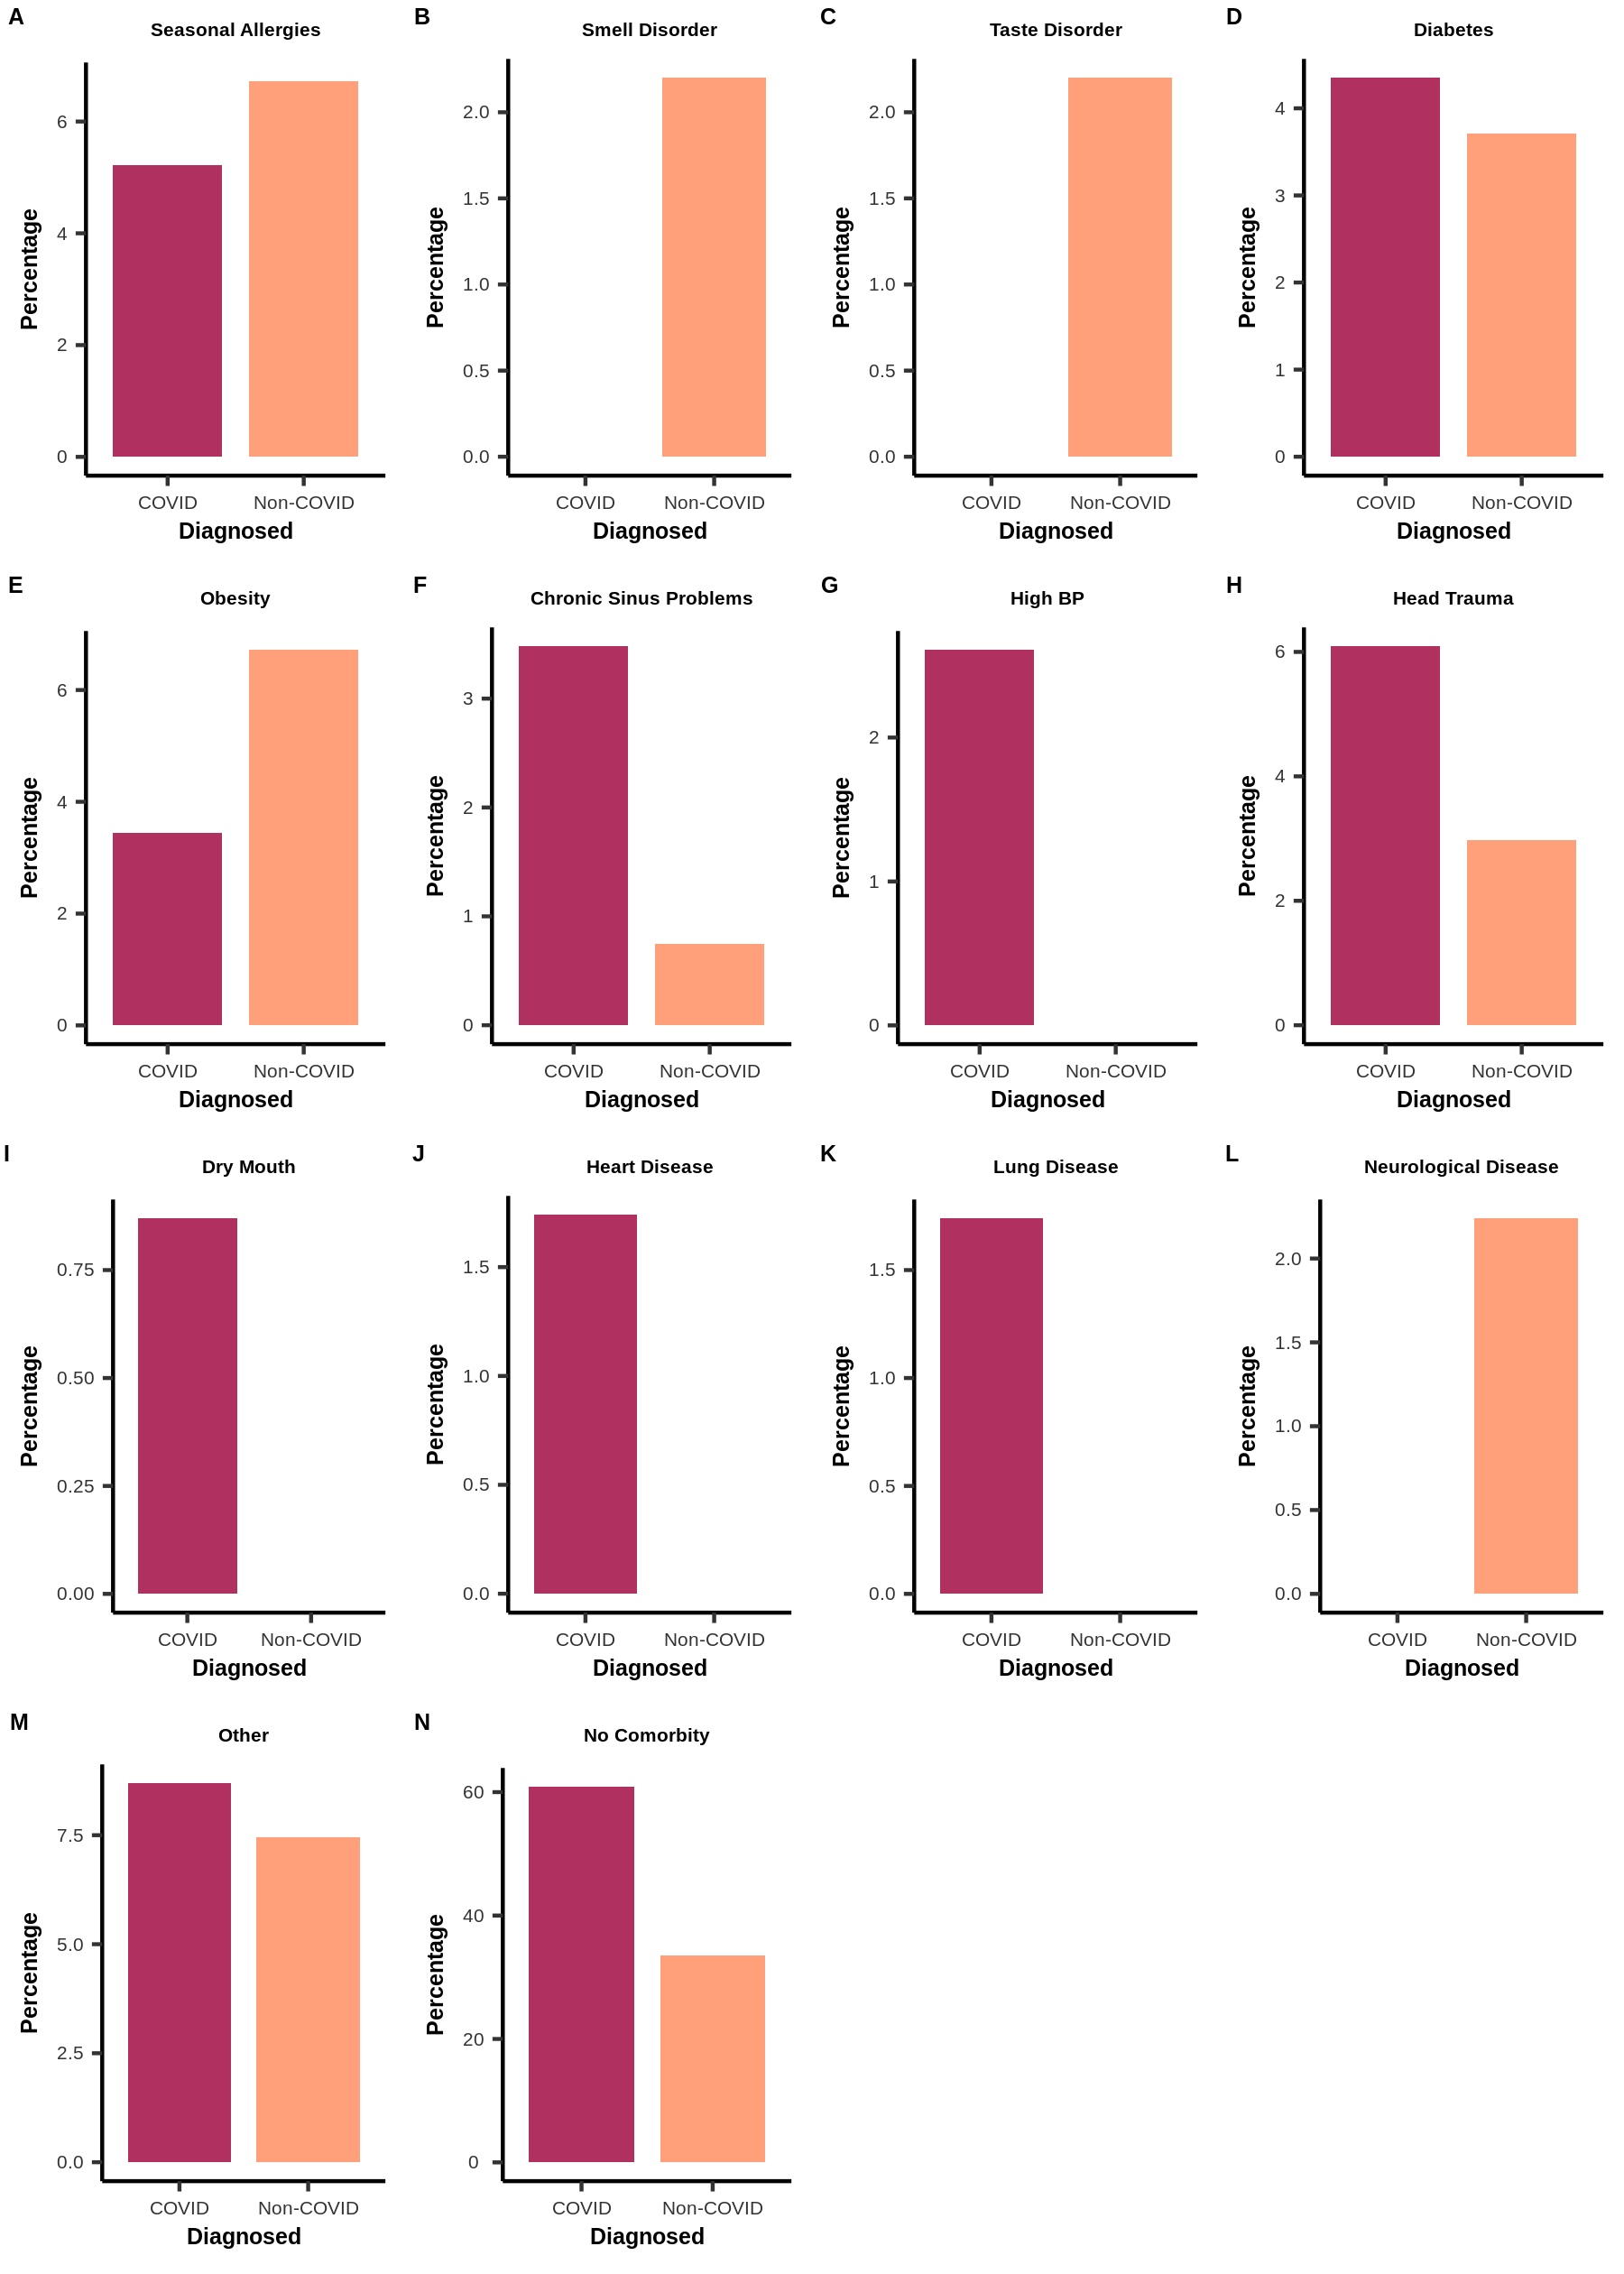 A
Seasonal Allergies
Percentage
6
4
2
0
COVID Non-COVID
Diagnosed
B
Smell Disorder
Percentage
2.0
1.5
1.0
0.5
0.0
COVID Non-COVID
Diagnosed
C
Taste Disorder
Percentage
2.0
1.5
1.0
0.5
0.0
COVID Non-COVID
Diagnosed
D
Diabetes
Percentage
4
3
2
1
0
COVID Non-COVID
Diagnosed
E
Obesity
Percentage
6
4
2
0
COVID Non-COVID
Diagnosed
F
Chronic Sinus Problems
Percentage
3
2
1
0
COVID Non-COVID
Diagnosed
G
High BP
Percentage
2
1
0
COVID Non-COVID
Diagnosed
H
Head Trauma
Percentage
6
4
2
0
COVID Non-COVID
Diagnosed
I
Dry Mouth
Percentage
0.75
0.50
0.25
0.00
COVID Non-COVID
Diagnosed
J
Heart Disease
Percentage
1.5
1.0
0.5
0.0
COVID Non-COVID
Diagnosed
K
Lung Disease
Percentage
1.5
1.0
0.5
0.0
COVID Non-COVID
Diagnosed
L
Neurological Disease
Percentage
2.0
1.5
1.0
0.5
0.0
COVID Non-COVID
Diagnosed
M
Other
Percentage
7.5
5.0
2.5
0.0
COVID Non-COVID
Diagnosed
N
No Comorbity
Percentage
60
40
20
0
COVID Non-COVID
Diagnosed